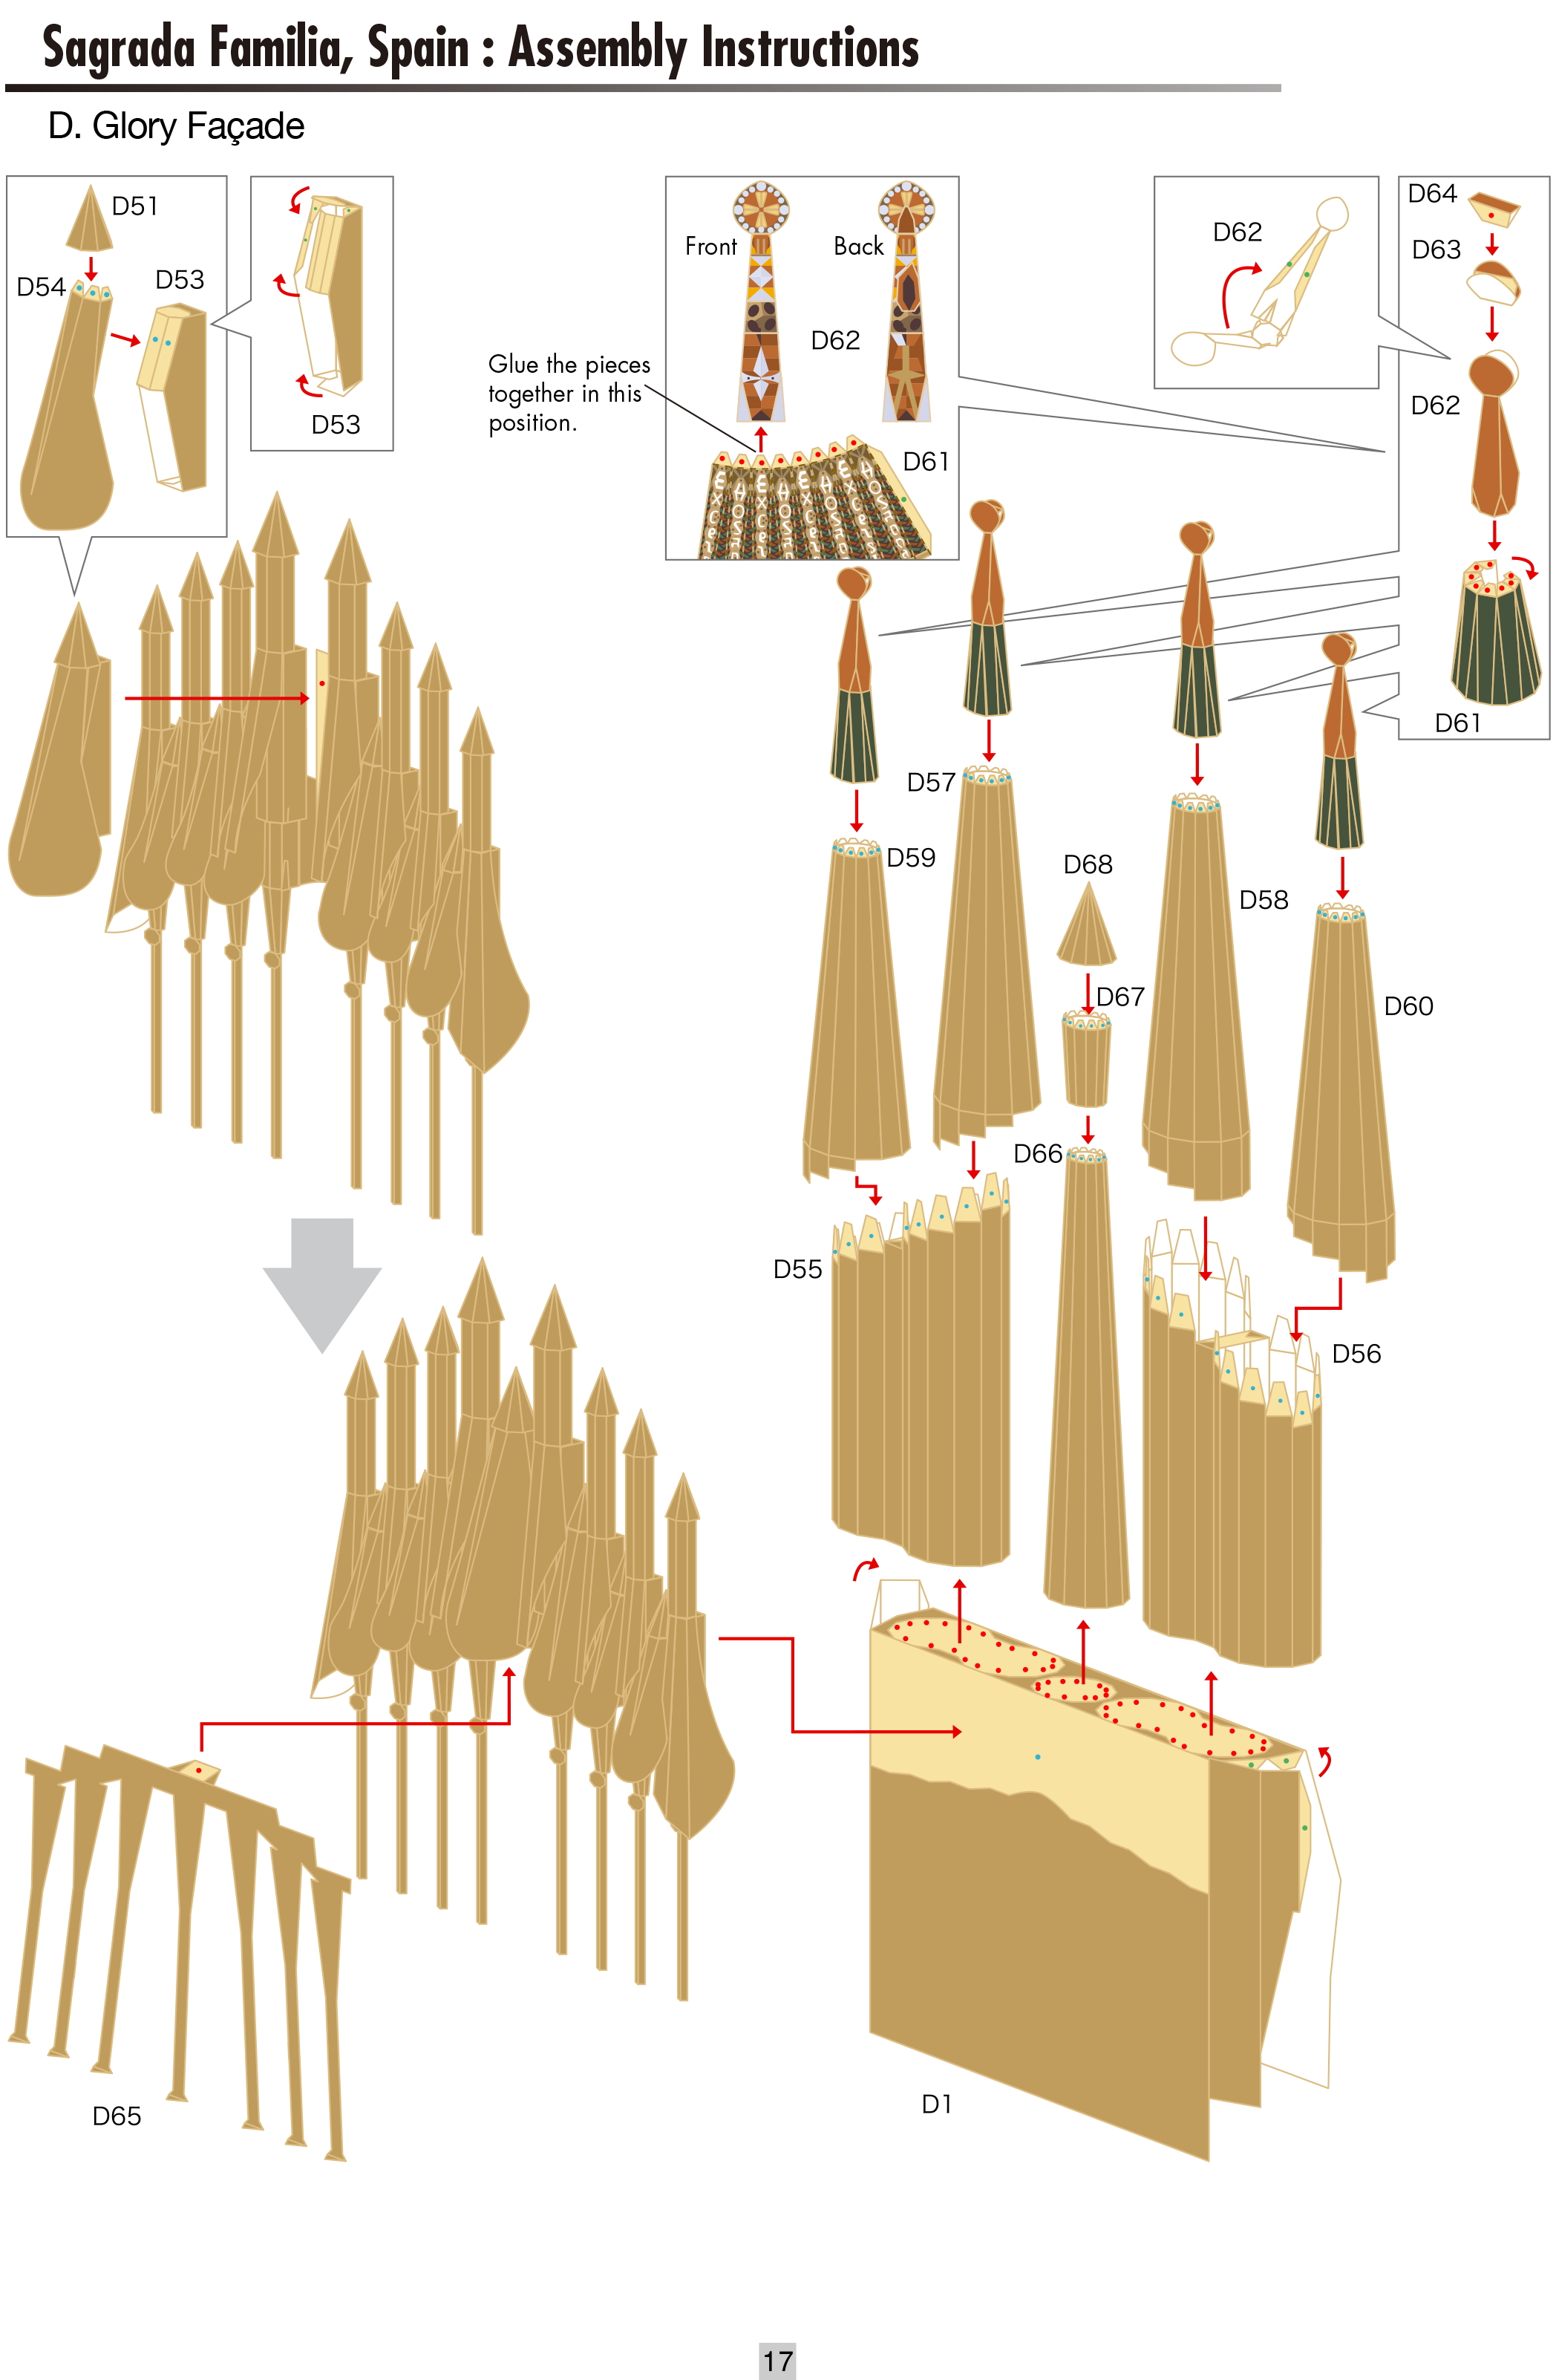 Sagrada Familia, Spain : Assembly Instructions
D. Glory Façade
D51
D54
D53
D53
Front
Back
D62
Glue the pieces
together in this
position.
D61
D62
D64
D63
D62
D61
D57
D59
D68
D58
D67
D60
D66
D55
D56
D65
D1
17